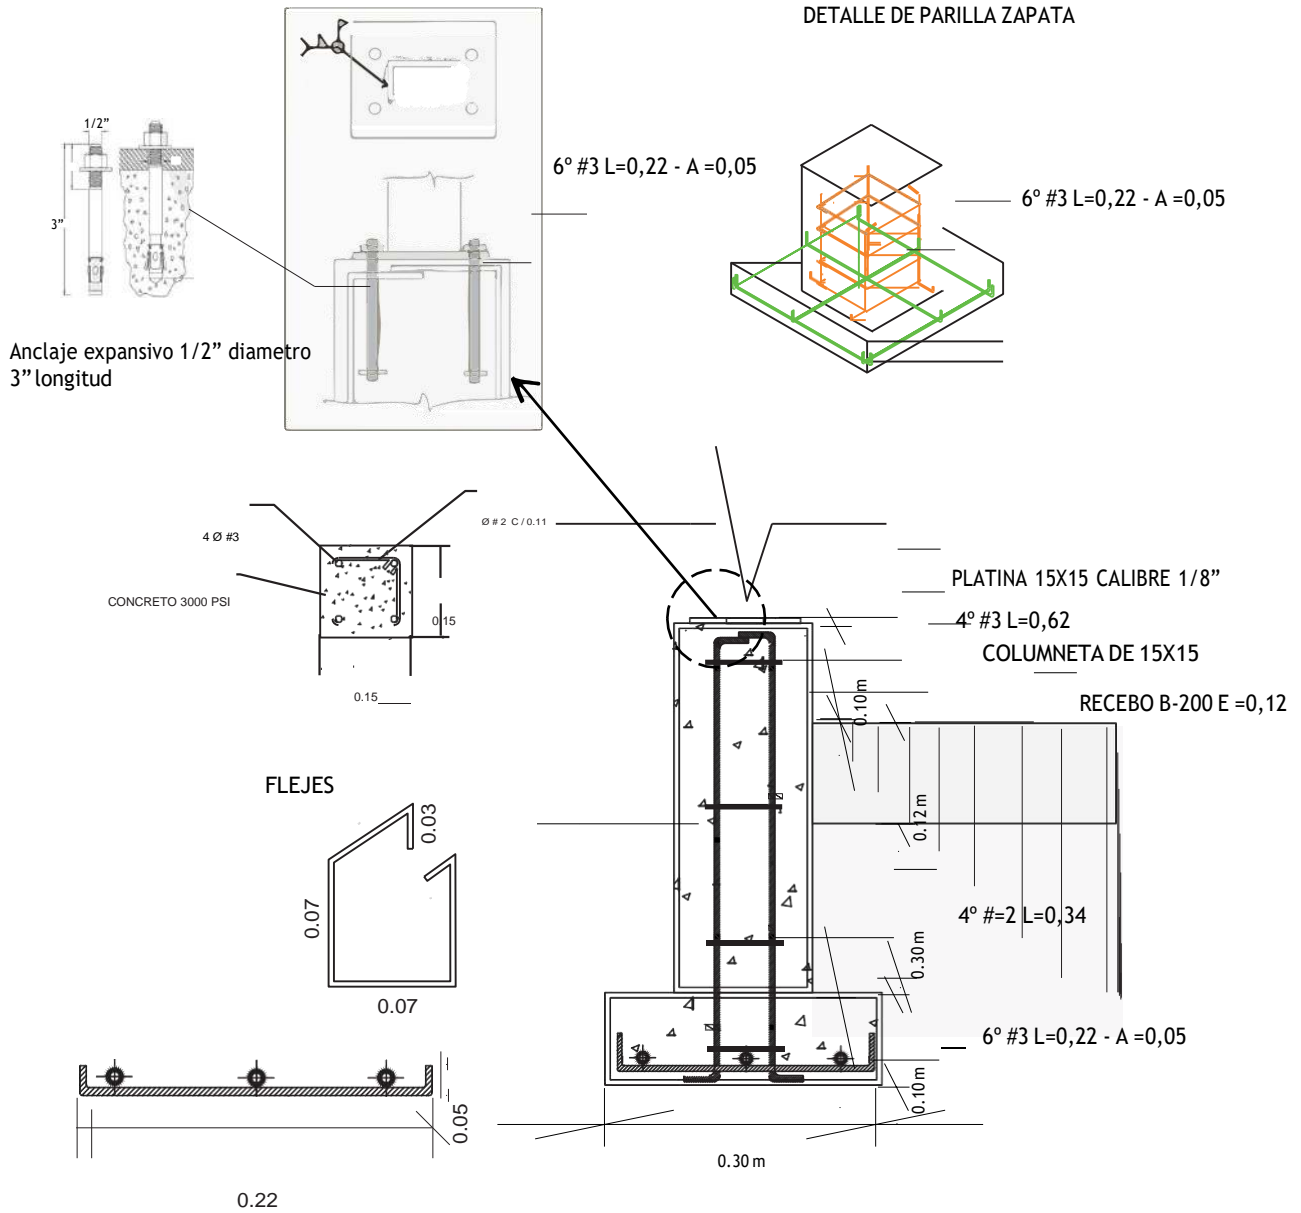 DETALLE DE PARILLA ZAPATA
1/2”
3”
6º #3 L=0,22 - A =0,05
6º #3 L=0,22 - A =0,05
Anclaje expansivo 1/2” diametro
3” longitud
4 Ø #3
Ø # 2 C / 0.11
CONCRETO 3000 PSI
0.15
0.15
PLATINA 15X15 CALIBRE 1/8”
4º #3 L=0,62
COLUMNETA DE 15X15
RECEBO B-200 E =0,12
0.10 m
0.12 m
FLEJES
0.03
0.07
0.07
4º #=2 L=0,34
0.30 m
6º #3 L=0,22 - A =0,05
0.10 m
0.05
0.30 m
0.22